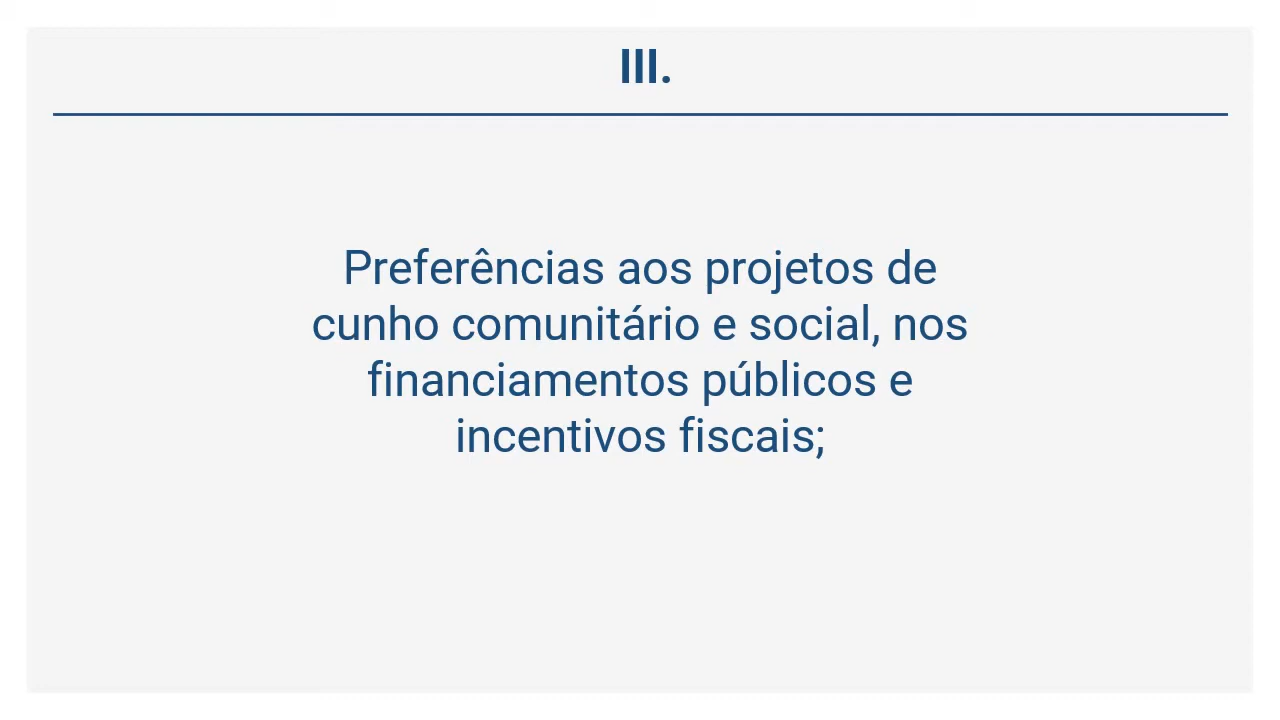 III.
Preferências aos projetos de
cunho comunitário e social, nos
financiamentos públicos e
incentivos fiscais;